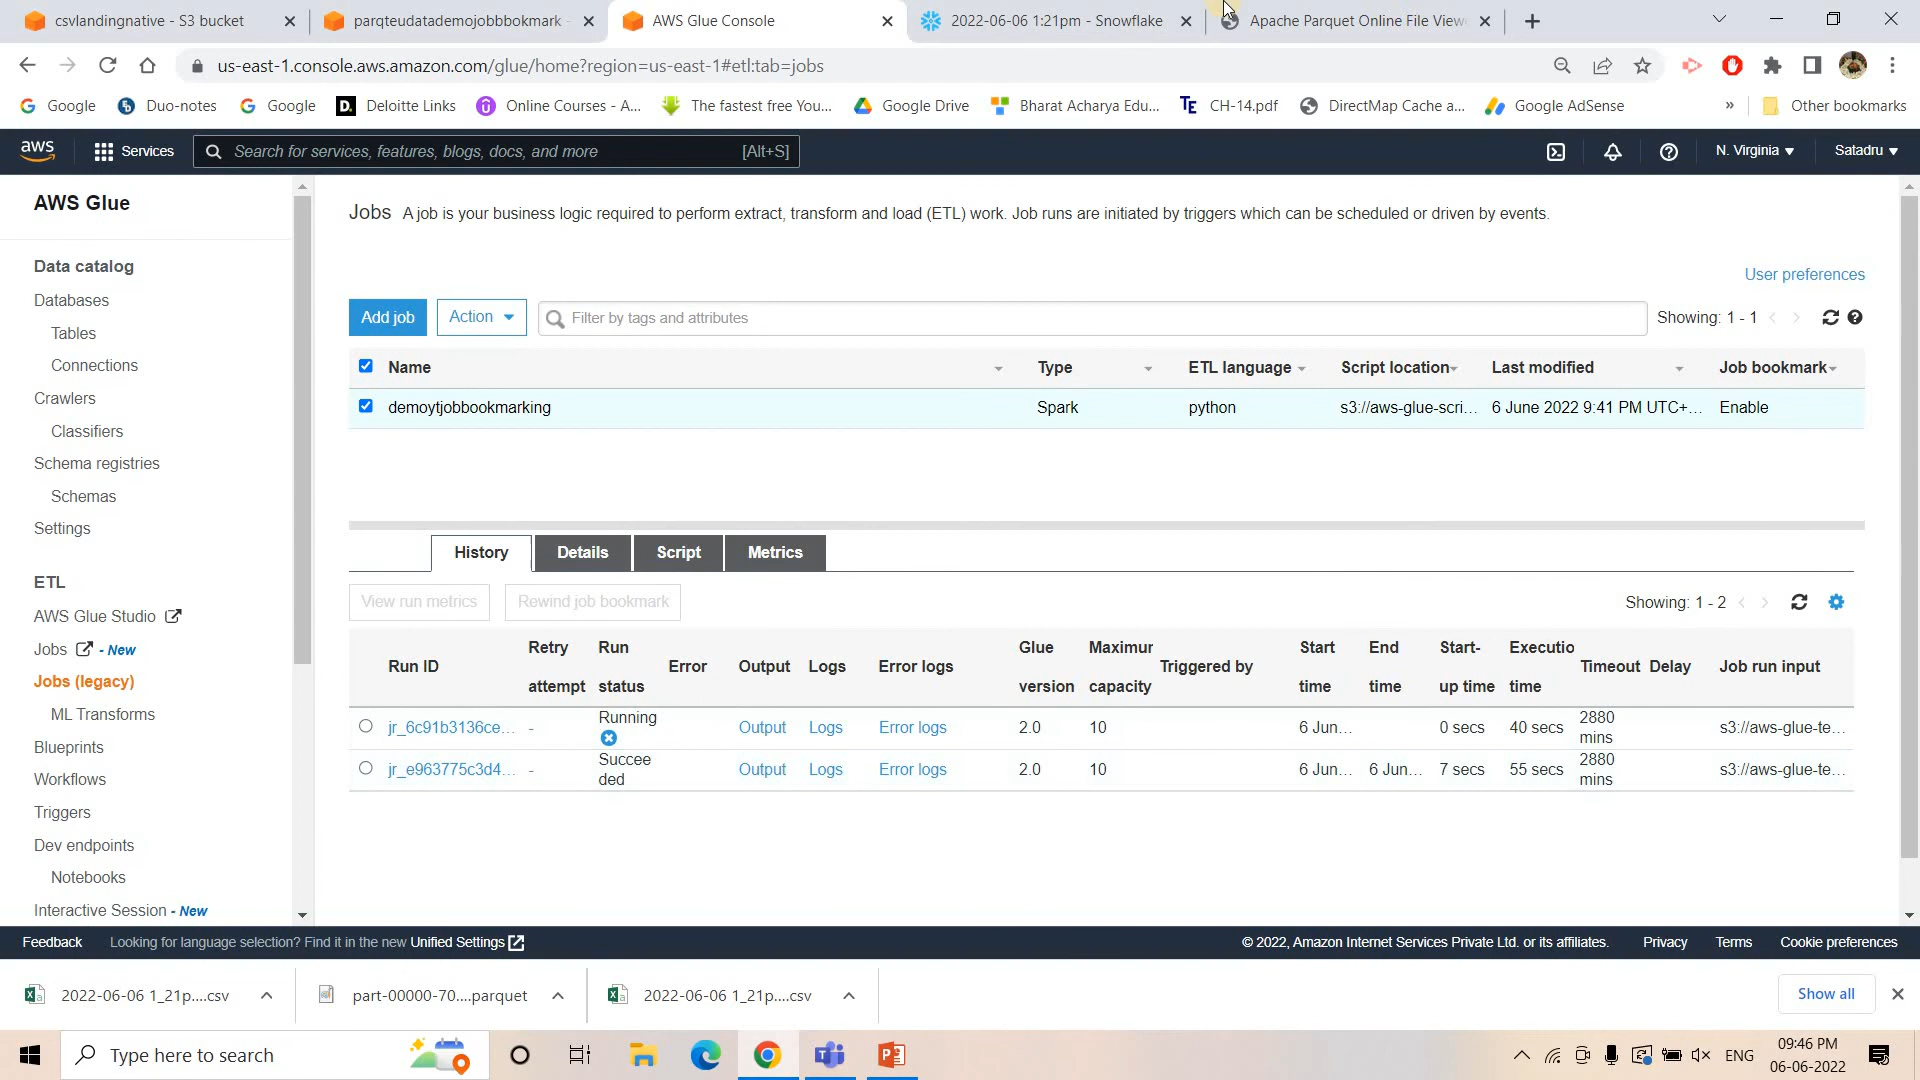 csvlandingnative - S3 bucket
parqteudatademojobbbokmark -
AWS Glue Console
2022-06-06 1:21pm - Snowflake
Apache Parquet Online File View
us-east-1.console.aws.amazon.com/glue/home?region=us-east-1#etl:tab=jobs
Google
Duo-notes
Google
Deloitte Links
Online Courses - A...
The fastest free You...
Google Drive
Bharat Acharya Edu...
CH-14.pdf
DirectMap Cache a...
Google AdSense
»
Other bookmarks
aws
Services
Search for services, features, blogs, docs, and more
[Alt+S]
N. Virginia
Satadru
AWS Glue
Data catalog
Databases
Tables
Connections
Crawlers
Classifiers
Schema registries
Schemas
Settings
ETL
AWS Glue Studio
Jobs - New
Jobs (legacy)
ML Transforms
Blueprints
Workflows
Triggers
Dev endpoints
Notebooks
Interactive Session - New
Jobs A job is your business logic required to perform extract, transform and load (ETL) work. Job runs are initiated by triggers which can be scheduled or driven by events.
User preferences
Add job
Action
Filter by tags and attributes
Showing: 1 - 1
Name Type ETL language Script location Last modified Job bookmark
demoytjobbookmarking Spark python s3://aws-glue-scri... 6 June 2022 9:41 PM UTC+... Enable
History Details Script Metrics
View run metrics
Rewind job bookmark
Showing: 1 - 2
Run ID Retry attempt Run status Error Output Logs Error logs Glue version Maximur capacity Triggered by Start time End time Start-up time Executio time Timeout Delay Job run input
jr_6c91b3136ce... - Running Output Logs Error logs 2.0 10 6 Jun... 0 secs 40 secs 2880 mins s3://aws-glue-te...
jr_e963775c3d4... - Succee ded Output Logs Error logs 2.0 10 6 Jun... 6 Jun... 7 secs 55 secs 2880 mins s3://aws-glue-te...
Feedback
Looking for language selection? Find it in the new Unified Settings
© 2022, Amazon Internet Services Private Ltd. or its affiliates.
Privacy
Terms
Cookie preferences
2022-06-06 1_21p....csv
part-00000-70....parquet
2022-06-06 1_21p....csv
Show all
Type here to search
ENG
09:46 PM
06-06-2022